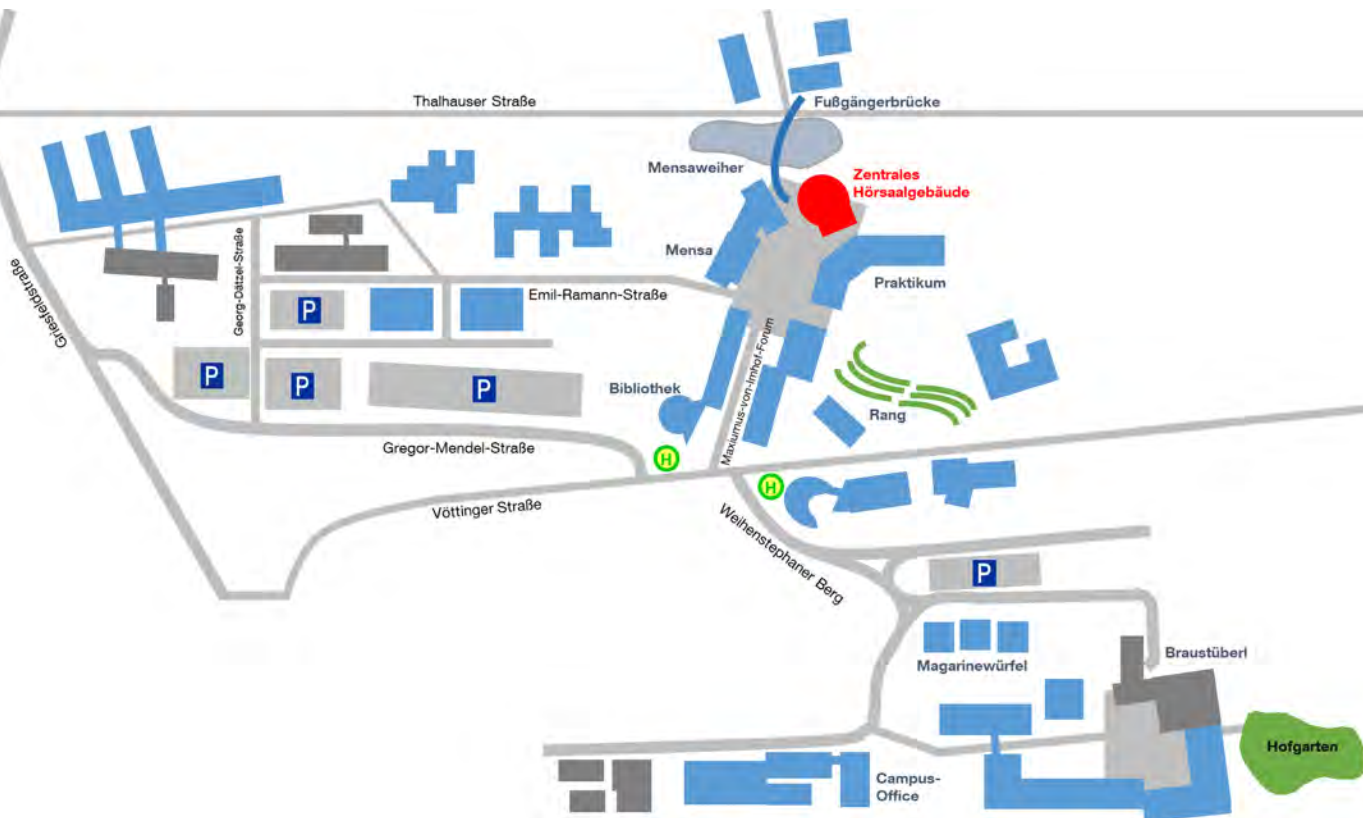 Thalhauser Straße
Fußgängerbrücke
Mensaweiher
Zentrales
Hörsaalgebäude
Mensa
Praktikum
Griesfeldstraße
Georg-Dätzel-Straße
Emil-Ramann-Straße
P
P
P
P
Bibliothek
Maxiumus-von-Imhof-Forum
Rang
Gregor-Mendel-Straße
H
H
Vöttinger Straße
Weihenstephaner Berg
P
Magarinewürfel
Braustüberl
Hofgarten
Campus-
Office